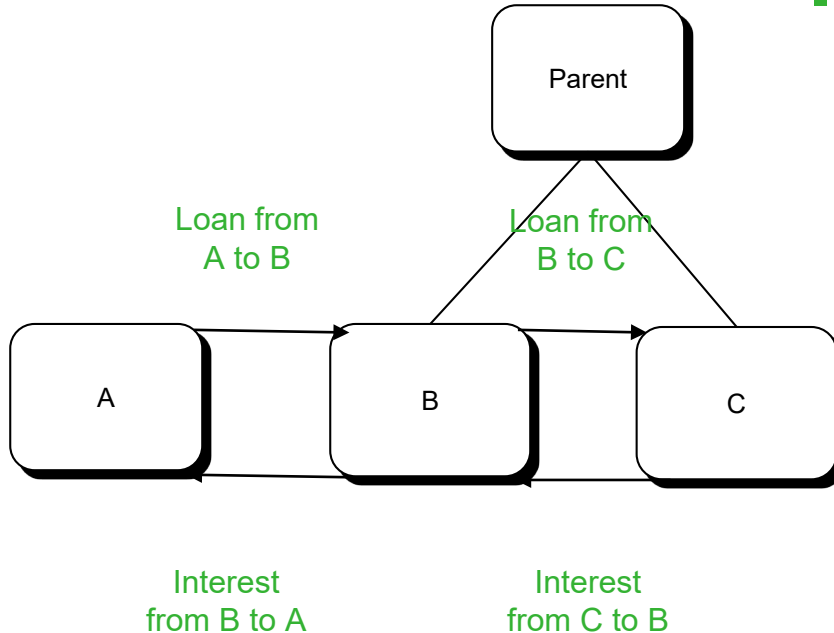 Parent
Loan from
A to B
Loan from
B to C
A
B
C
Interest
from B to A
Interest
from C to B